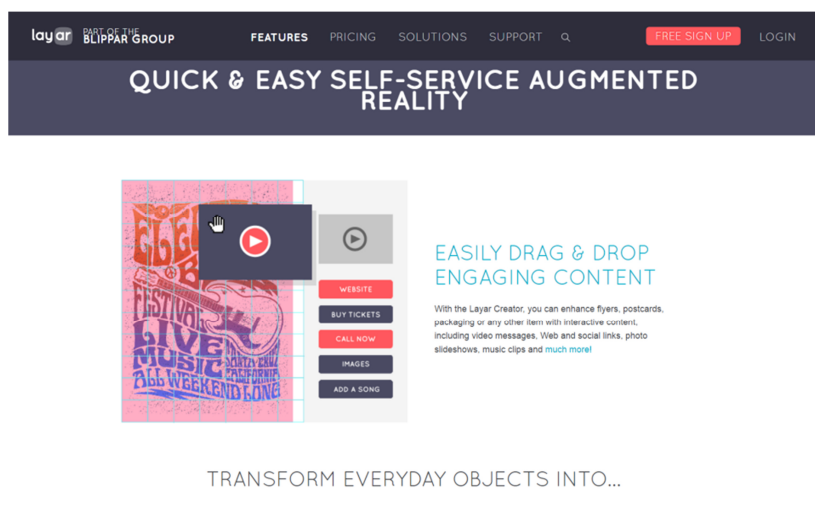 layar PART OF THE
BLIPPAR GROUP
FEATURES PRICING SOLUTIONS SUPPORT
FREE SIGN UP LOGIN
QUICK & EASY SELF-SERVICE AUGMENTED
REALITY
FESTIVAL
LIVE
MUSIC
SANTA CRUZ
CALIFORNIA
ALL WEEKEND LONG
WEBSITE
BUY TICKETS
CALL NOW
IMAGES
ADD A SONG
EASILY DRAG & DROP
ENGAGING CONTENT
With the Layar Creator, you can enhance flyers, postcards,
packaging or any other item with interactive content,
including video messages, Web and social links, photo
slideshows, music clips and much more!
TRANSFORM EVERYDAY OBJECTS INTO...